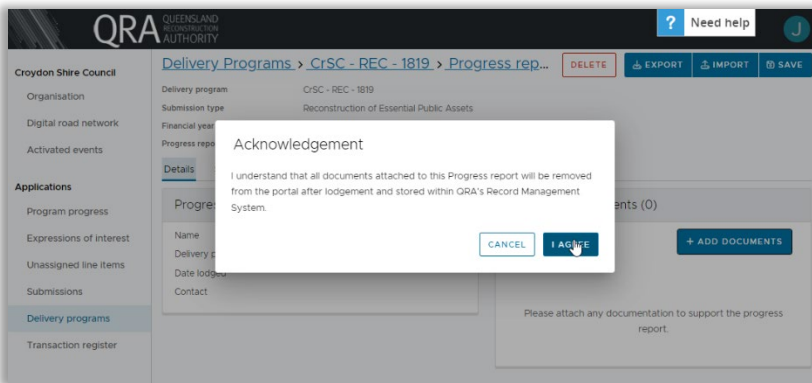 QRA QUEENSLAND
RECONSTRUCTION
AUTHORITY
? Need help
J
Croydon Shire Council
Organisation
Digital road network
Activated events
Applications
Program progress
Expressions of interest
Unassigned line items
Submissions
Delivery programs
Transaction register
Delivery Programs > CrSC - REC - 1819 > Progress rep...
DELETE
EXPORT
IMPORT
SAVE
Delivery program CrSC - REC - 1819
Submission type Reconstruction of Essential Public Assets
Financial year
Progress repo
Details
Acknowledgement
I understand that all documents attached to this Progress report will be removed
from the portal after lodgement and stored within QRA's Record Management
System.
CANCEL
I AGREE
Progre
Name
Delivery p
Date lodged
Contact
ents (0)
+ ADD DOCUMENTS
Please attach any documentation to support the progress
report.